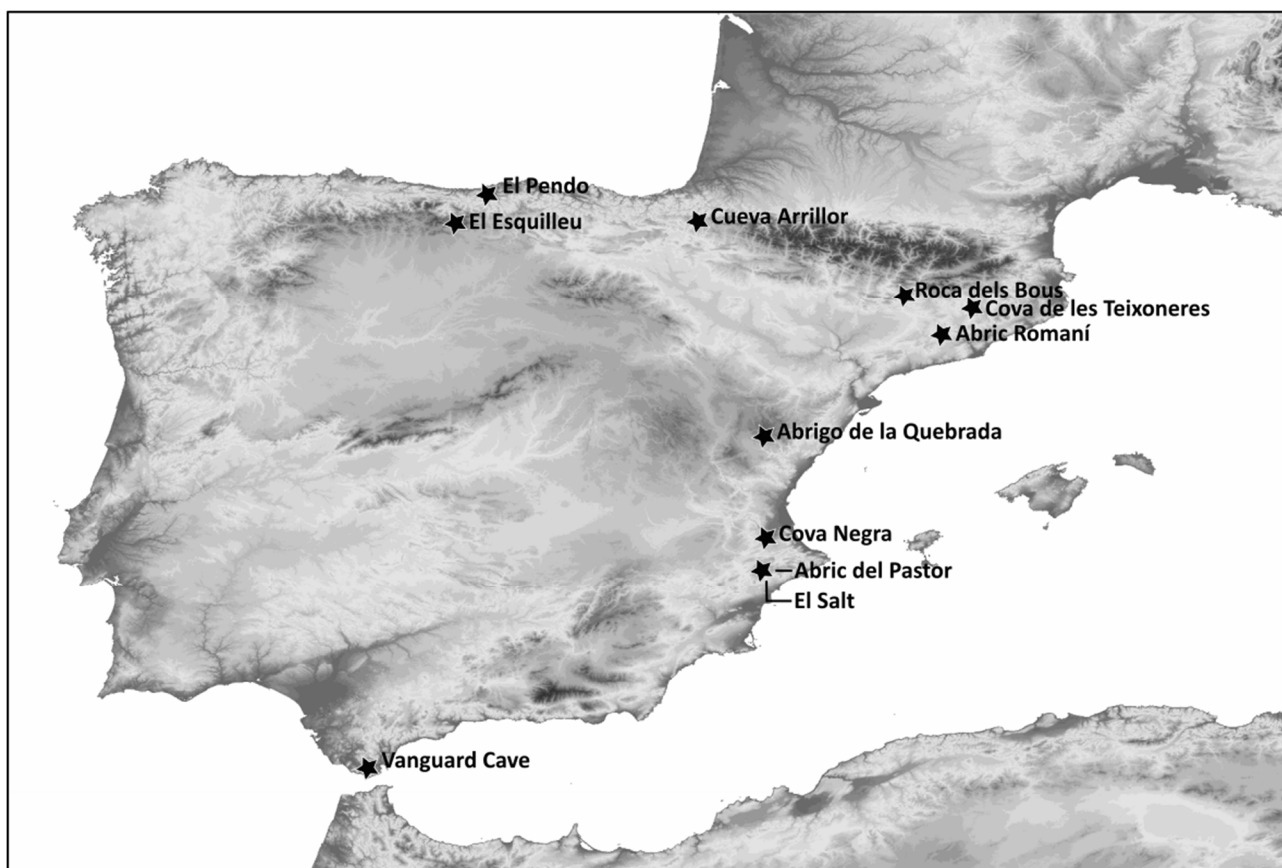 El Pendo
El Esquilleu
Cueva Arrillor
Roca dels Bous
Cova de les Teixoneres
Abric Romaní
Abrigo de la Quebrada
Cova Negra
Abric del Pastor
El Salt
Vanguard Cave